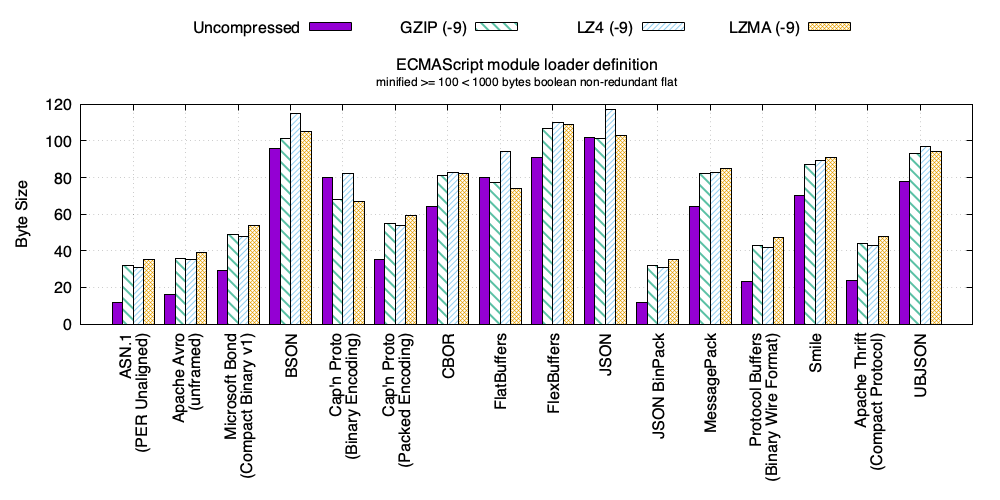 Uncompressed GZIP (-9) LZ4 (-9) LZMA (-9)
ECMAScript module loader definition
minified >= 100 < 1000 bytes boolean non-redundant flat
Byte Size
120
100
80
60
40
20
0
ASN.1
(PER Unaligned)
Apache Avro
(unframed)
Microsoft Bond
(Compact Binary v1)
BSON
Cap'n Proto
(Binary Encoding)
Cap'n Proto
(Packed Encoding)
CBOR
FlatBuffers
FlexBuffers
JSON
JSON BinPack
MessagePack
Protocol Buffers
(Binary Wire Format)
Smile
Apache Thrift
(Compact Protocol)
UBJSON